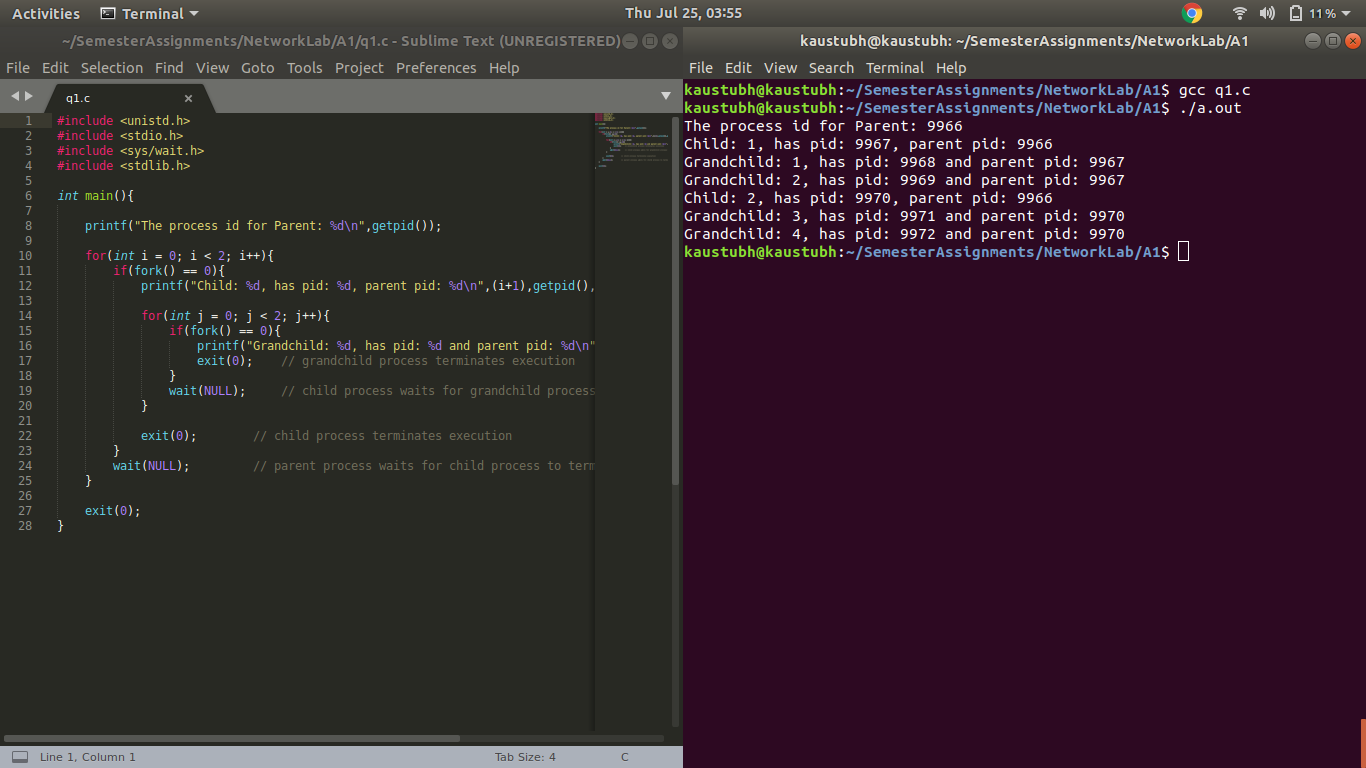 Activities Terminal Thu Jul 25, 03:55 11%
~/SemesterAssignments/NetworkLab/A1/q1.c - Sublime Text (UNREGISTERED)
File Edit Selection Find View Goto Tools Project Preferences Help
q1.c ×
1 #include <unistd.h>
2 #include <stdio.h>
3 #include <sys/wait.h>
4 #include <stdlib.h>
5
6 int main(){
7
8 printf("The process id for Parent: %d\n",getpid());
9
10 for(int i = 0; i < 2; i++){
11 if(fork() == 0){
12 printf("Child: %d, has pid: %d, parent pid: %d\n",(i+1),getpid(),
13
14 for(int j = 0; j < 2; j++){
15 if(fork() == 0){
16 printf("Grandchild: %d, has pid: %d and parent pid: %d\n"
17 exit(0); // grandchild process terminates execution
18 }
19 wait(NULL); // child process waits for grandchild process
20 }
21
22 exit(0); // child process terminates execution
23 }
24 wait(NULL); // parent process waits for child process to term
25 }
26
27 exit(0);
28 }
Line 1, Column 1 Tab Size: 4 C
kaustubh@kaustubh: ~/SemesterAssignments/NetworkLab/A1
File Edit View Search Terminal Help
kaustubh@kaustubh:~/SemesterAssignments/NetworkLab/A1$ gcc q1.c
kaustubh@kaustubh:~/SemesterAssignments/NetworkLab/A1$ ./a.out
The process id for Parent: 9966
Child: 1, has pid: 9967, parent pid: 9966
Grandchild: 1, has pid: 9968 and parent pid: 9967
Grandchild: 2, has pid: 9969 and parent pid: 9967
Child: 2, has pid: 9970, parent pid: 9966
Grandchild: 3, has pid: 9971 and parent pid: 9970
Grandchild: 4, has pid: 9972 and parent pid: 9970
kaustubh@kaustubh:~/SemesterAssignments/NetworkLab/A1$